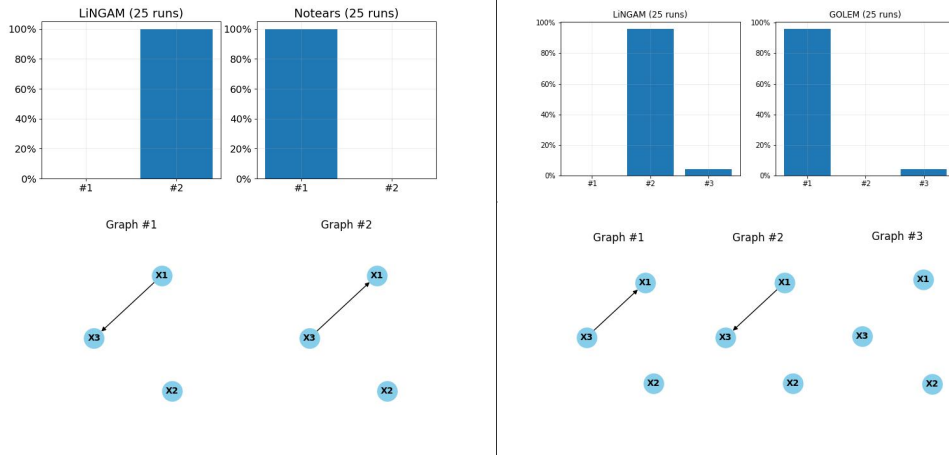 LiNGAM (25 runs)
100%
80%
60%
40%
20%
0%
#1 #2
Notears (25 runs)
100%
80%
60%
40%
20%
0%
#1 #2
Graph #1
X1
X3
X2
Graph #2
X1
X3
X2
LiNGAM (25 runs)
100%
80%
60%
40%
20%
0%
#1 #2 #3
GOLEM (25 runs)
100%
80%
60%
40%
20%
0%
#1 #2 #3
Graph #1
X1
X3
X2
Graph #2
X1
X3
X2
Graph #3
X1
X3
X2